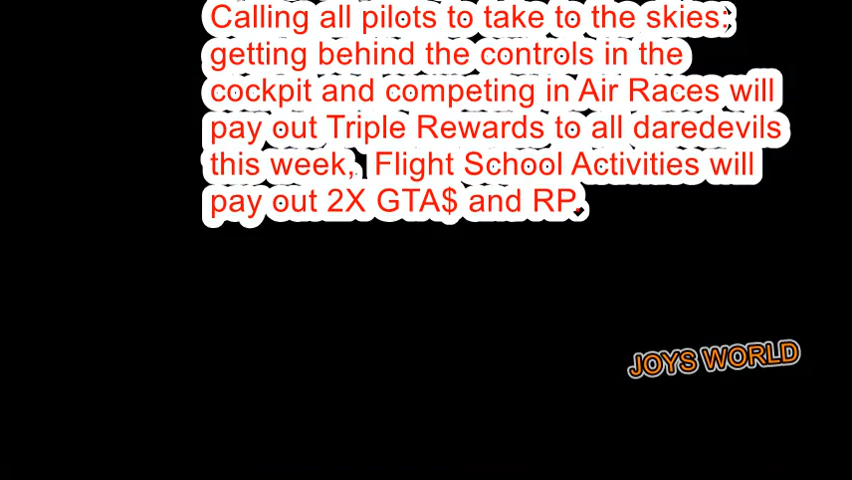 Calling all pilots to take to the skies:
getting behind the controls in the
cockpit and competing in Air Races will
pay out Triple Rewards to all daredevils
this week,  Flight School Activities will
pay out 2X GTA$ and RP.
JOYS WORLD